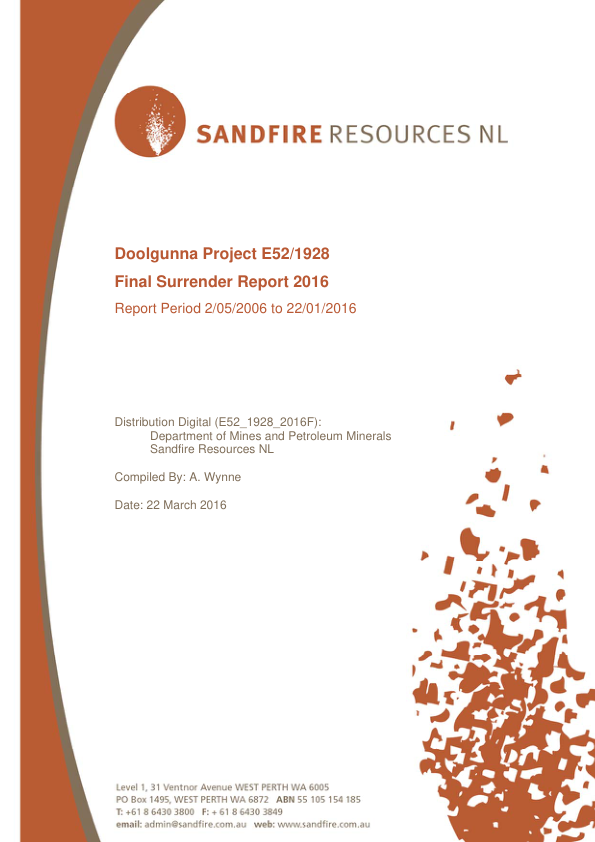 SANDFIRE RESOURCES NL
Doolgunna Project E52/1928
Final Surrender Report 2016
Report Period 2/05/2006 to 22/01/2016
Distribution Digital (E52_1928_2016F):
Department of Mines and Petroleum Minerals
Sandfire Resources NL
Compiled By: A. Wynne
Date: 22 March 2016
Level 1, 31 Ventnor Avenue WEST PERTH WA 6005
PO Box 1495, WEST PERTH WA 6872 ABN 55 105 154 185
T: +61 8 6430 3800 F: + 61 8 6430 3849
email: admin@sandfire.com.au web: www.sandfire.com.au